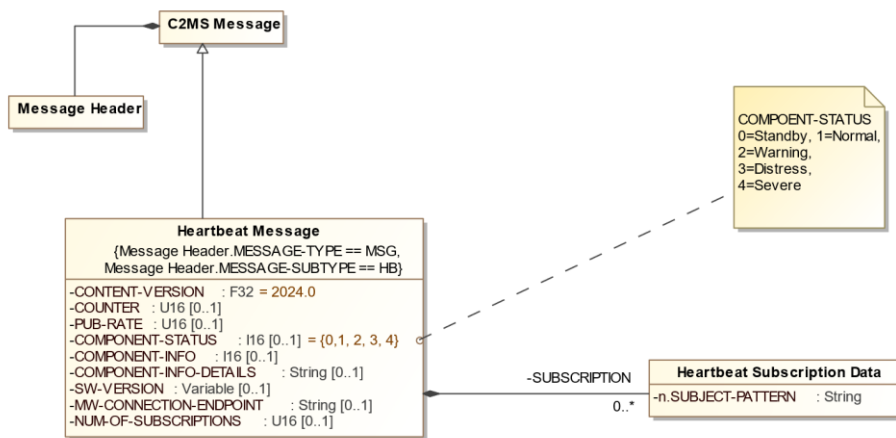 C2MS Message
Message Header
COMPOENT-STATUS
0=Standby, 1=Normal,
2=Warning,
3=Distress,
4=Severe
Heartbeat Message
{Message Header.MESSAGE-TYPE == MSG,
Message Header.MESSAGE-SUBTYPE == HB}
-CONTENT-VERSION : F32 = 2024.0
-COUNTER : U16 [0..1]
-PUB-RATE : U16 [0..1]
-COMPONENT-STATUS : I16 [0..1] = {0,1, 2, 3, 4}
-COMPONENT-INFO : I16 [0..1]
-COMPONENT-INFO-DETAILS : String [0..1]
-SW-VERSION : Variable [0..1]
-MW-CONNECTION-ENDPOINT : String [0..1]
-NUM-OF-SUBSCRIPTIONS : U16 [0..1]
-SUBSCRIPTION
0..*
Heartbeat Subscription Data
-n.SUBJECT-PATTERN : String